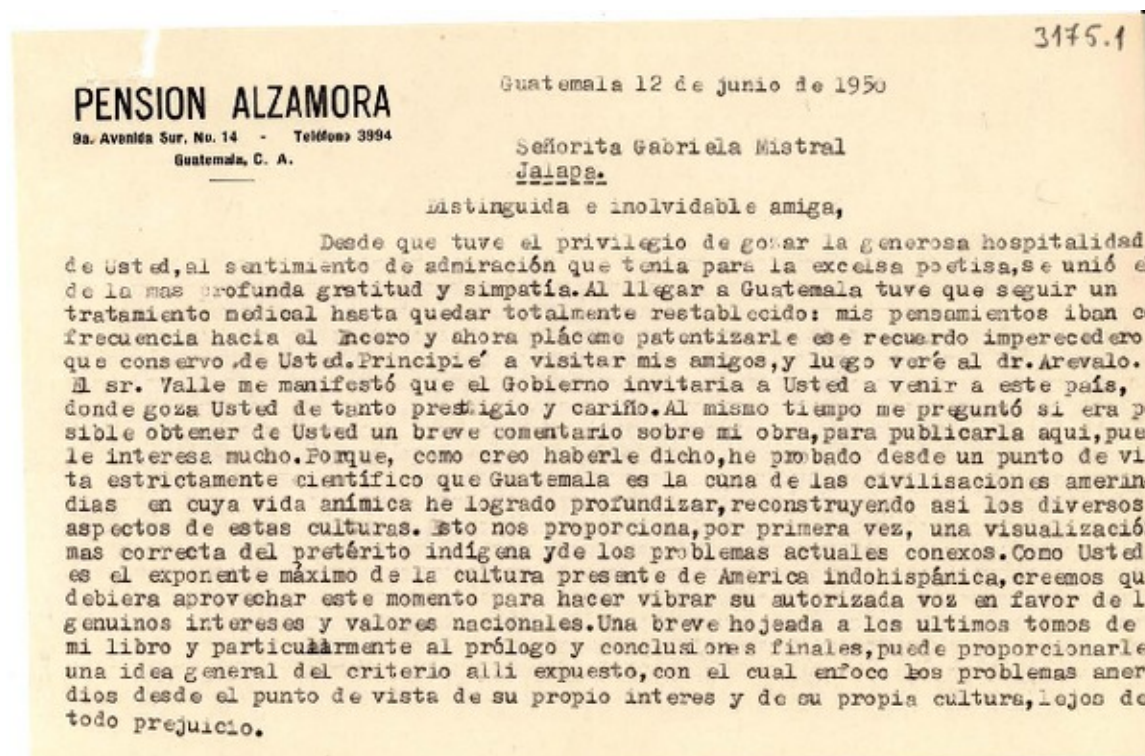 3175.1
PENSION ALZAMORA
9a. Avenida Sur, No. 14 - Teléfono 3994
Guatemala, C. A.
Guatemala 12 de junio de 1950
Señorita Gabriela Mistral
Jalapa.
Distinguida e inolvidable amiga,
Desde que tuve el privilegio de gozar la generosa hospitalidad
de Usted,al sentimiento de admiración que tenia para la excelsa poetisa,se unió e
de la mas profunda gratitud y simpatía.Al llegar a Guatemala tuve que seguir un
tratamiento medical hasta quedar totalmente restablecido: mis pensamientos iban c
frecuencia hacia el and ahora pláceme patentizarle ese recuerdo imperecedero
que conservo de Usted.Principié a visitar mis amigos,y luego veré al dr. Arevalo.
El sr. Valle me manifestó que el Gobierno invitaria a Usted a venir a este país,
donde goza Usted de tanto prestigio y cariño.Al mismo tiempo me preguntó si era p
sible obtener de Usted un breve comentario sobre mi obra,para publicarla aqui,pue
le interesa mucho.Porque, como creo haberle dicho,he probado desde un punto de vi
ta estrictamente científico que Guatemala es la cuna de las civilisaciones amerin
dias en cuya vida anímica he logrado profundizar,reconstruyendo asi los diversos
aspectos de estas culturas. Esto nos proporciona,por primera vez, una visualizació
mas correcta del pretérito indígena yde los problemas actuales conexos.Como Usted
es el exponente máximo de la cultura presente de America indohispánica,creemos qu
debiera aprovechar este momento para hacer vibrar su autorizada voz en favor de l
genuinos intereses y valores nacionales.Una breve hojeada a los ultimos tomos de
mi libro y particularmente al prólogo y conclusiones finales,puede proporcionarle
una idea general del criterio alli expuesto,con el cual enfoco los problemas amer
dios desde el punto de vista de su propio interes y de su propia cultura,lejos de
todo prejuicio.